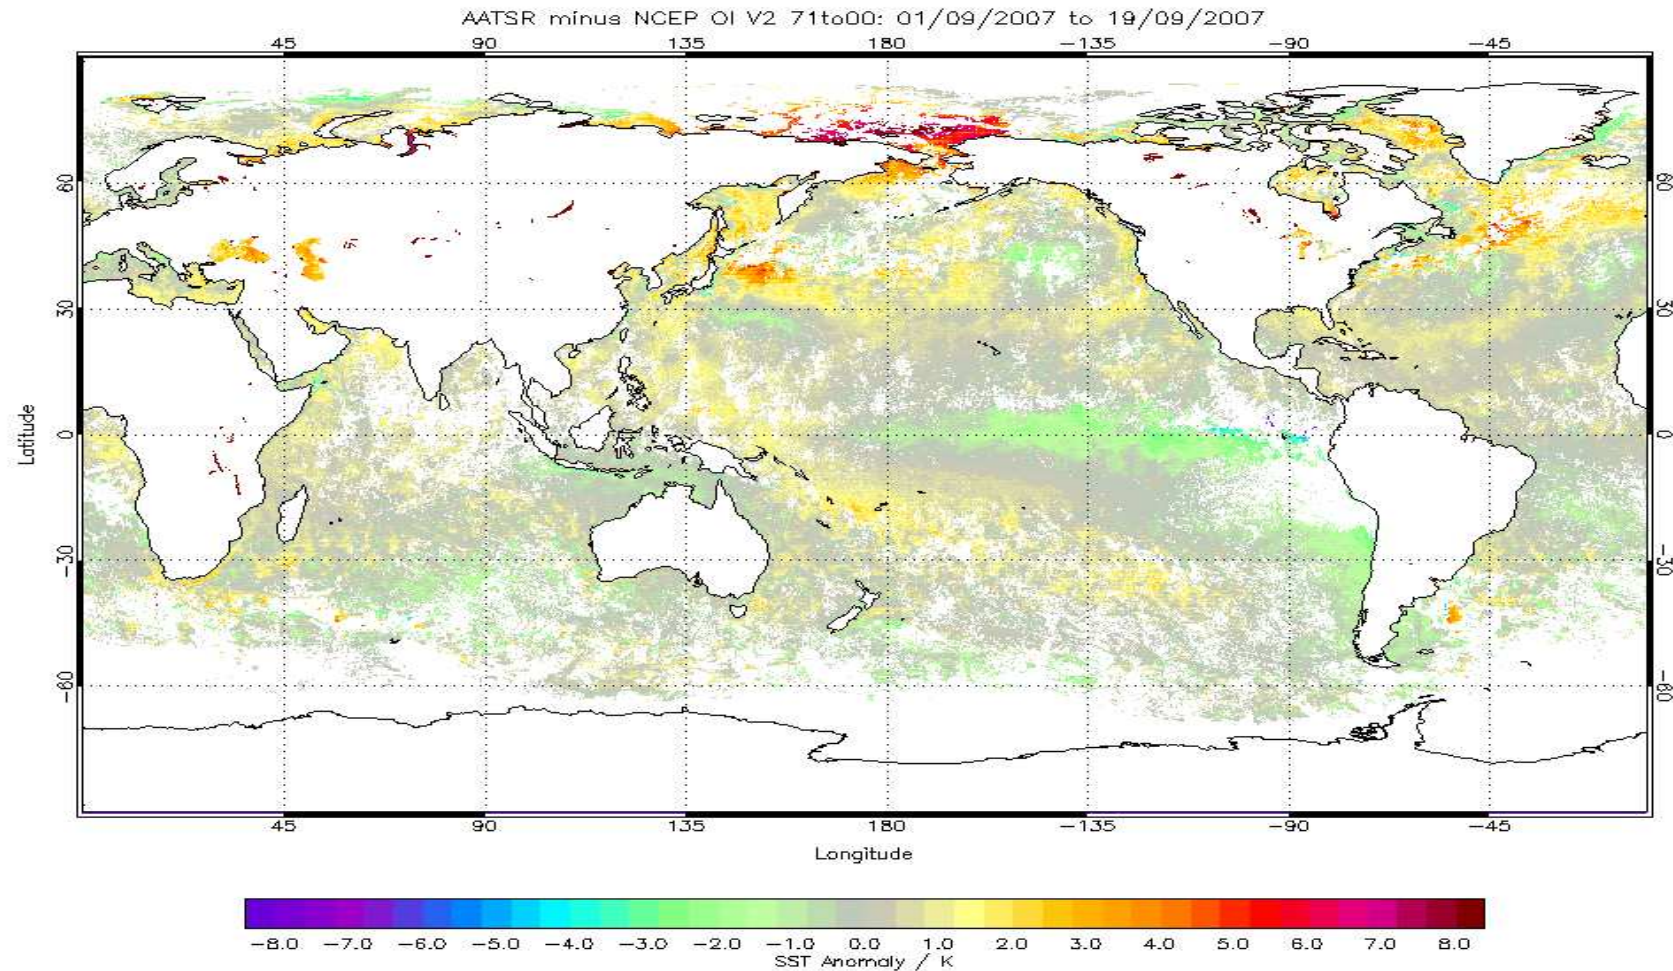 AATSR minus NCEP OI V2 71to00: 01/09/2007 to 19/09/2007
45 90 135 180 -135 -90 -45
60 60
30 30
Latitude
0 0
-30 -30
-60 -60
45 90 135 180 -135 -90 -45
Longitude
-8.0 -7.0 -6.0 -5.0 -4.0 -3.0 -2.0 -1.0 0.0 1.0 2.0 3.0 4.0 5.0 6.0 7.0 8.0
SST Anomaly / K